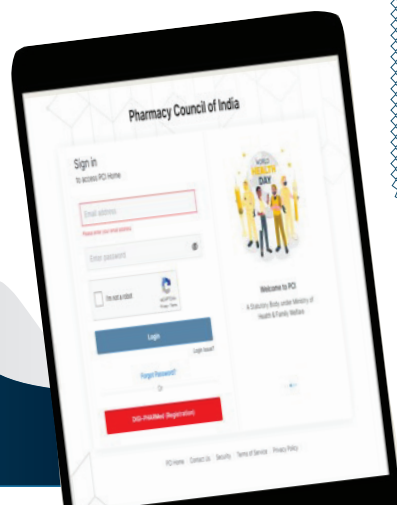 Pharmacy Council of India
Sign in
to access PCI Home
Email address
Please enter your email address
Enter password
I'm not a robot
reCAPTCHA
Privacy - Terms
Login
Login Issue?
Forgot Password?
Or
DIGI-PHARMed (Registration)
WORLD
HEALTH
DAY
Welcome to PCI
A Statutory Body under Ministry of
Health & Family Welfare
PCI Home Contact Us Security Terms of Service Privacy Policy